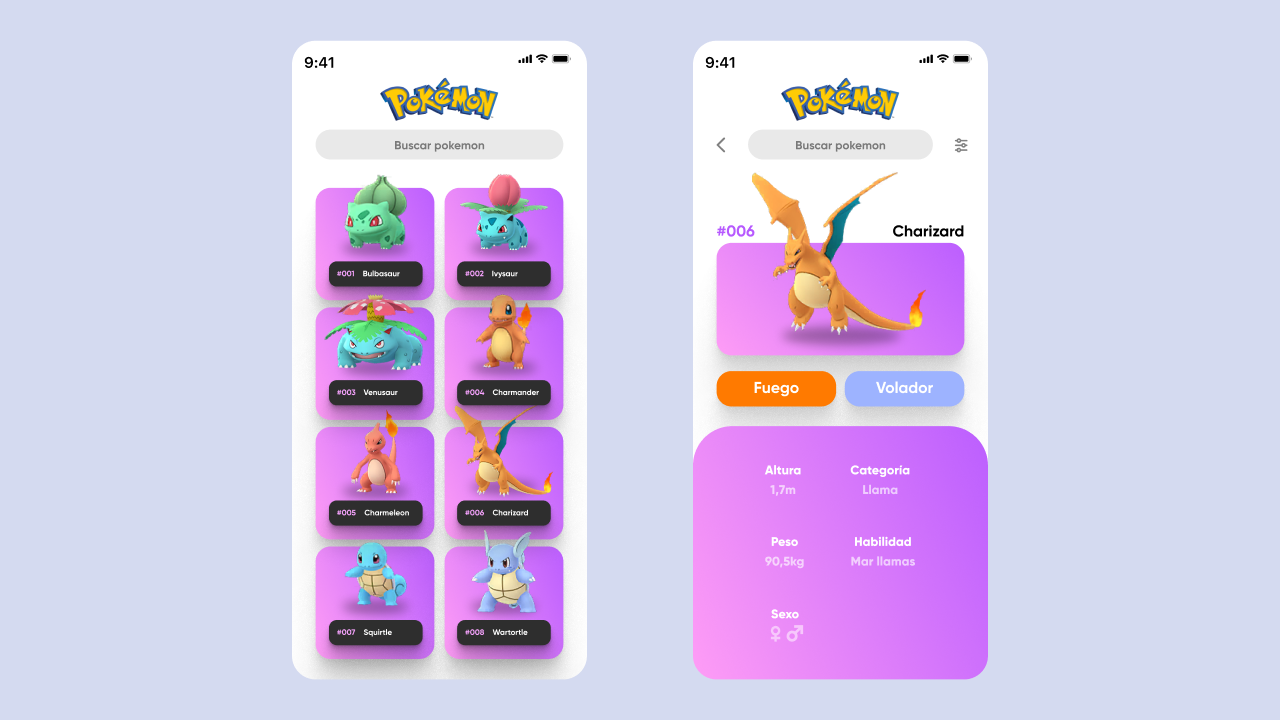 9:41
Pokémon
Buscar pokemon
#001 Bulbasaur
#002 Ivysaur
#003 Venusaur
#004 Charmander
#005 Charmeleon
#006 Charizard
#007 Squirtle
#008 Wartortle
9:41
Pokémon
Buscar pokemon
#006 Charizard
Fuego Volador
Altura Categoría
1,7m Llama
Peso Habilidad
90,5kg Mar llamas
Sexo
♀ ♂